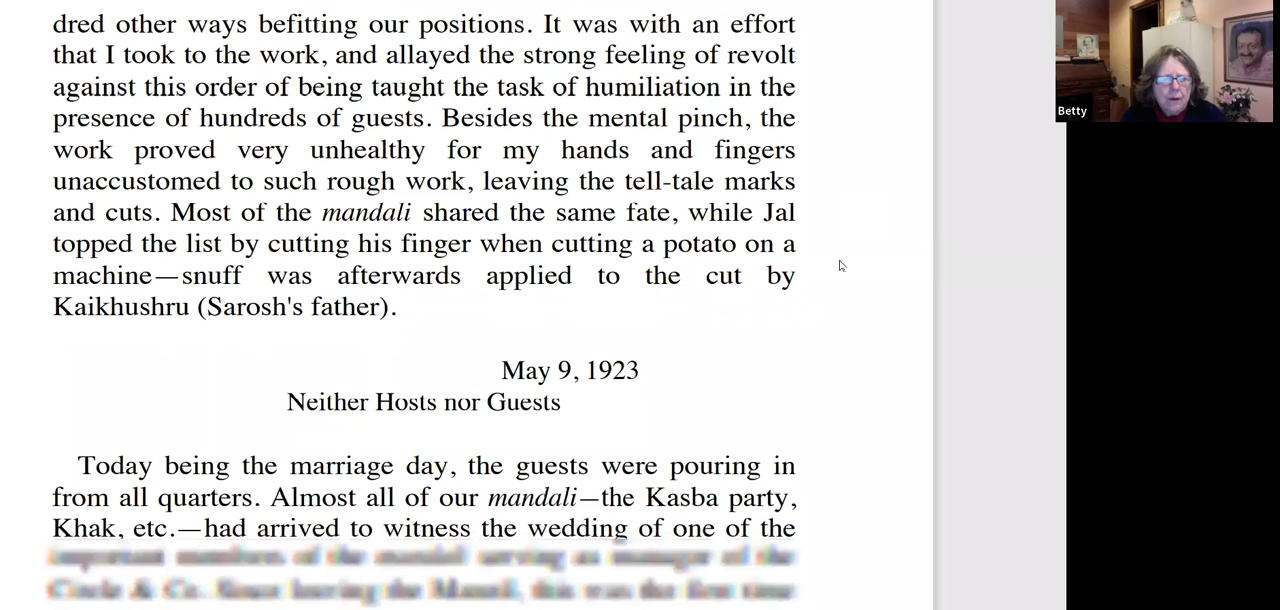 dred other ways befitting our positions. It was with an effort
that I took to the work, and allayed the strong feeling of revolt
against this order of being taught the task of humiliation in the
presence of hundreds of guests. Besides the mental pinch, the
work proved very unhealthy for my hands and fingers
unaccustomed to such rough work, leaving the tell-tale marks
and cuts. Most of the mandali shared the same fate, while Jal
topped the list by cutting his finger when cutting a potato on a
machine—snuff was afterwards applied to the cut by
Kaikhushru (Sarosh's father).
May 9, 1923
Neither Hosts nor Guests
Today being the marriage day, the guests were pouring in
from all quarters. Almost all of our mandali—the Kasba party,
Khak, etc.—had arrived to witness the wedding of one of the
Betty